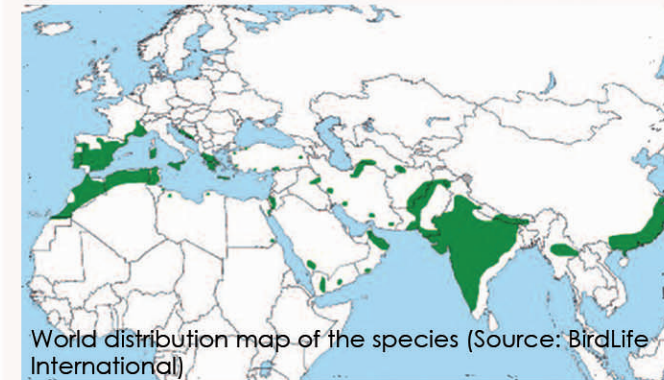 World distribution map of the species (Source: BirdLife
International)